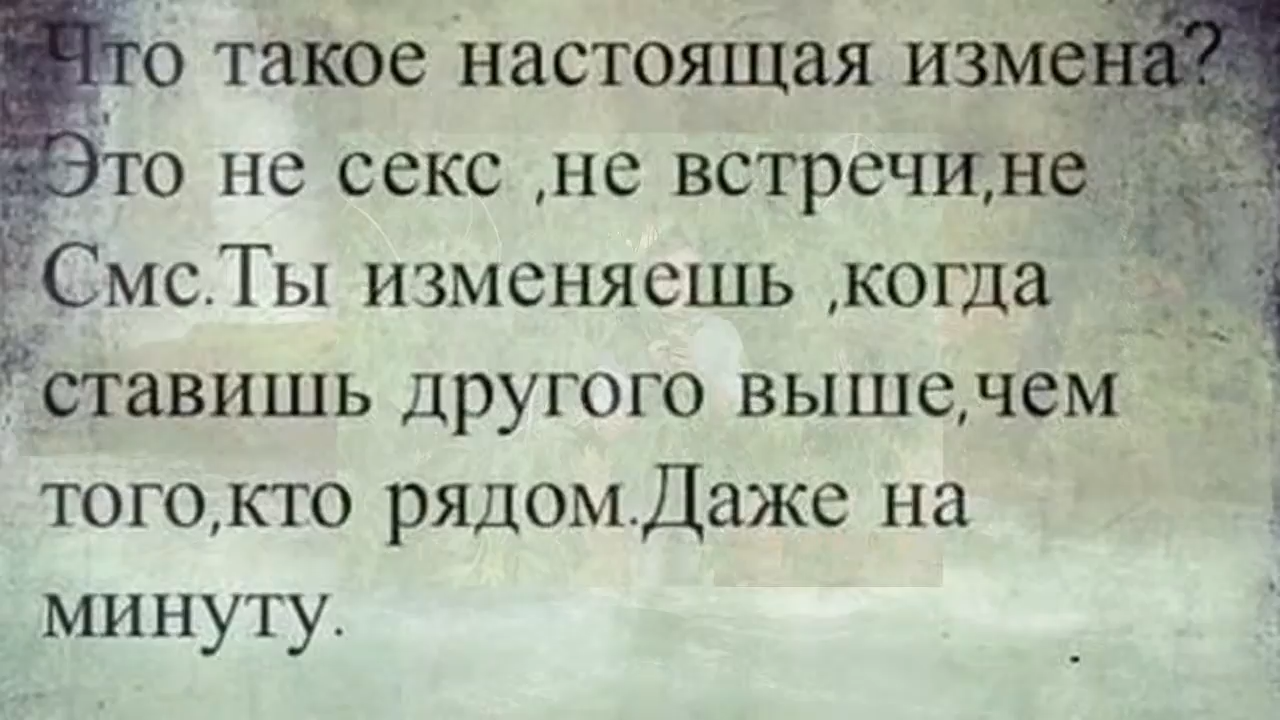 Что такое настоящая измена?
Это не секс ,не встречи,не
Смс.Ты изменяешь ,когда
ставишь другого выше,чем
того,кто рядом.Даже на
минуту.